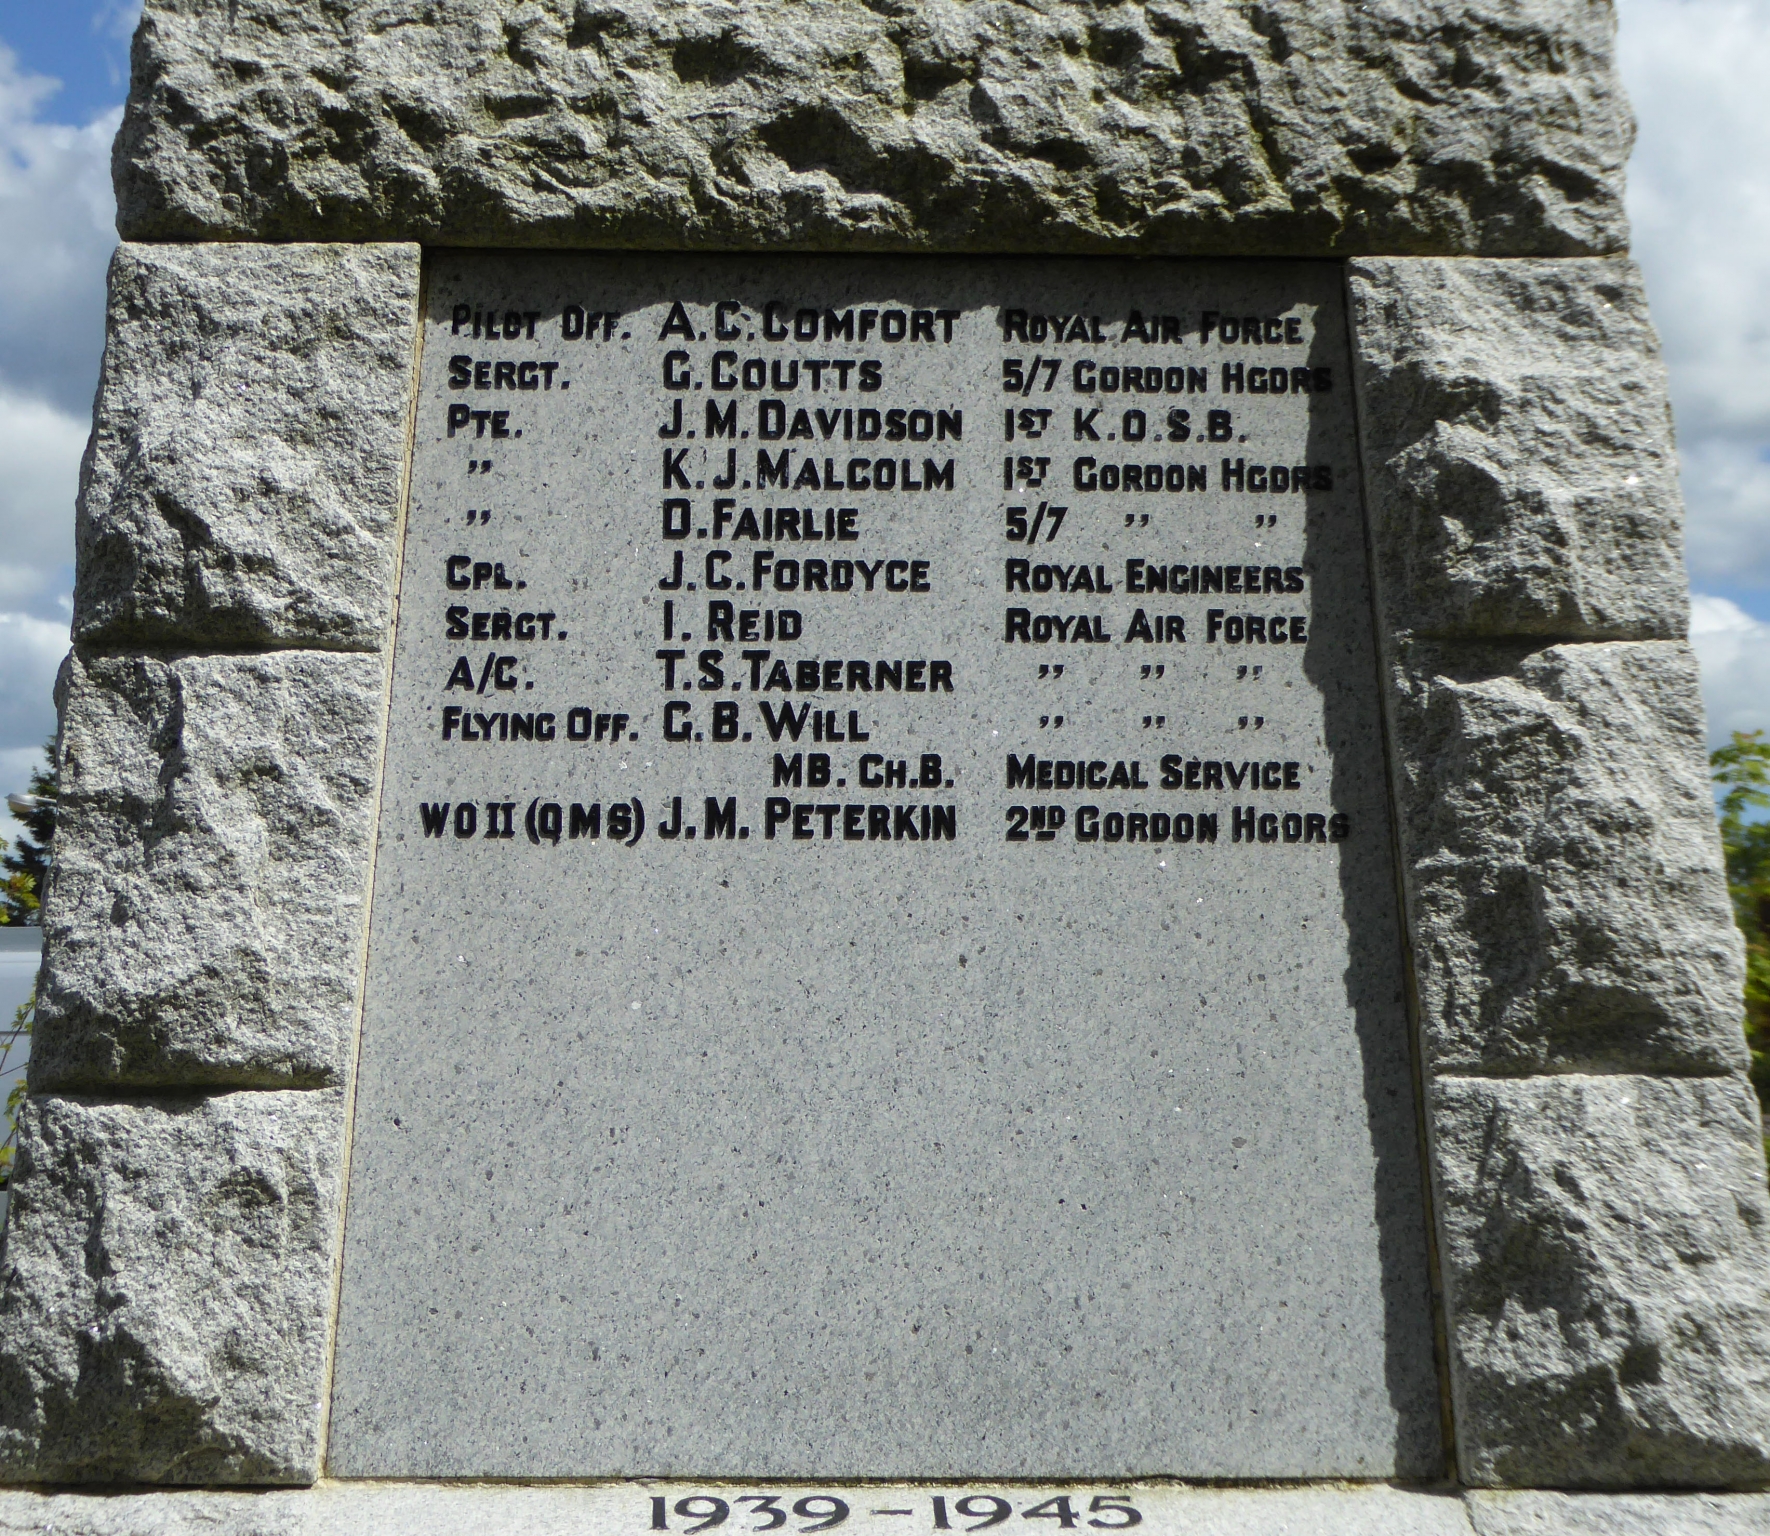 PILOT OFF. A.C. COMFORT ROYAL AIR FORCE
SERGT. G. COUTTS 5/7 GORDON HGDRS
PTE. J.M. DAVIDSON 1ST K.O.S.B.
" K.J. MALCOLM 1ST GORDON HGDRS
" D. FAIRLIE 5/7 " "
CPL. J.C. FORDYCE ROYAL ENGINEERS
SERGT. I. REID ROYAL AIR FORCE
A/C. T.S. TABERNER " " "
FLYING OFF. G.B. WILL " " "
MB. CH.B. MEDICAL SERVICE
WO II (QMS) J.M. PETERKIN 2ND GORDON HGDRS
1939-1945